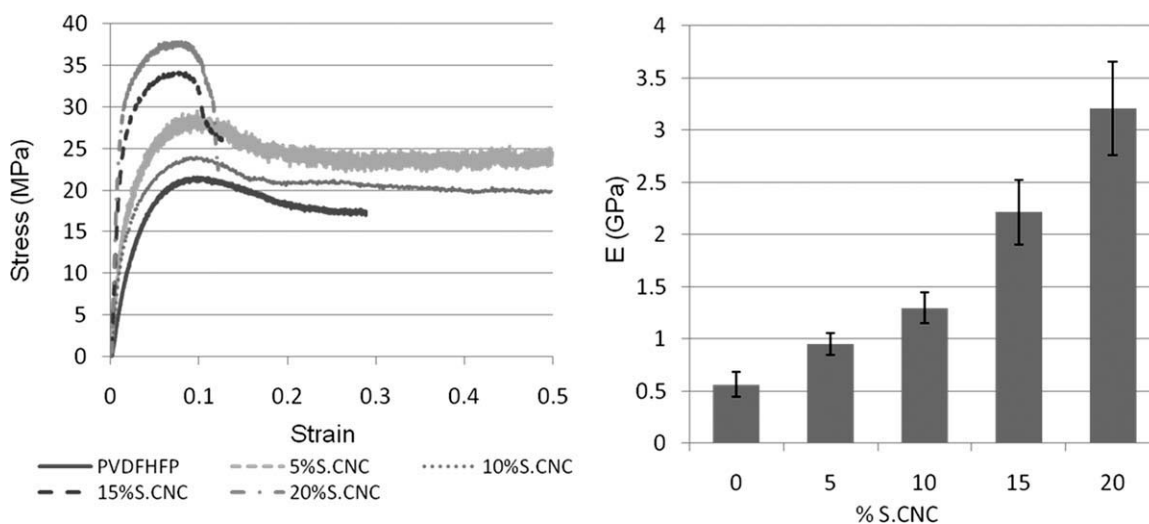 40
35
30
25
20
15
10
5
0
Stress (MPa)
0 0.1 0.2 0.3 0.4 0.5
Strain
PVDFHFP 5%S.CNC 10%S.CNC
15%S.CNC 20%S.CNC
4
3.5
3
2.5
2
1.5
1
0.5
0
E (GPa)
0 5 10 15 20
% S.CNC